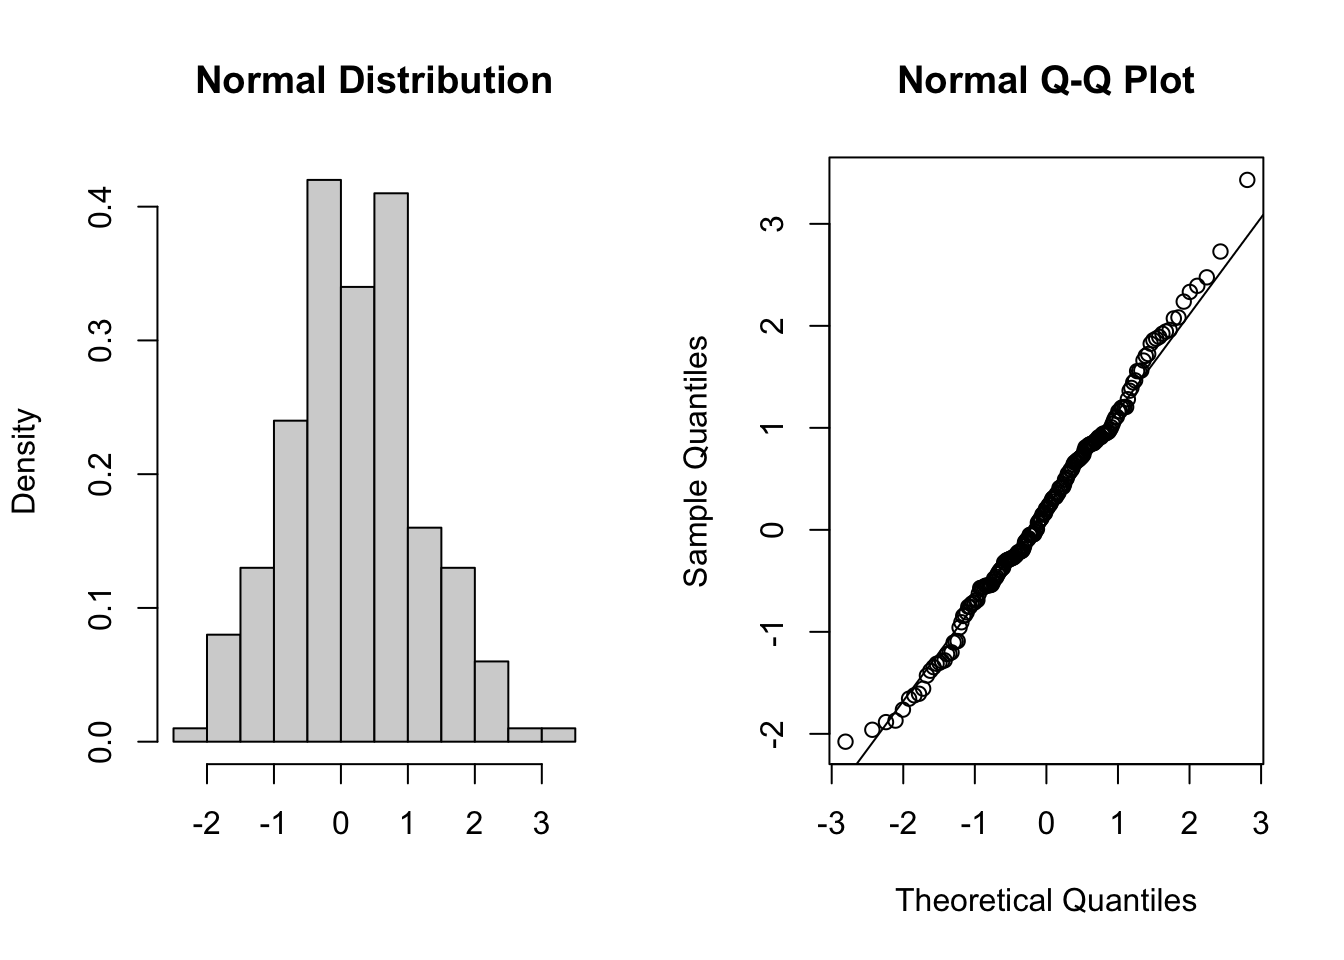 Normal Distribution
Density
0.0 0.1 0.2 0.3 0.4
-2 -1 0 1 2 3
Normal Q-Q Plot
Sample Quantiles
-2 -1 0 1 2 3
-3 -2 -1 0 1 2 3
Theoretical Quantiles